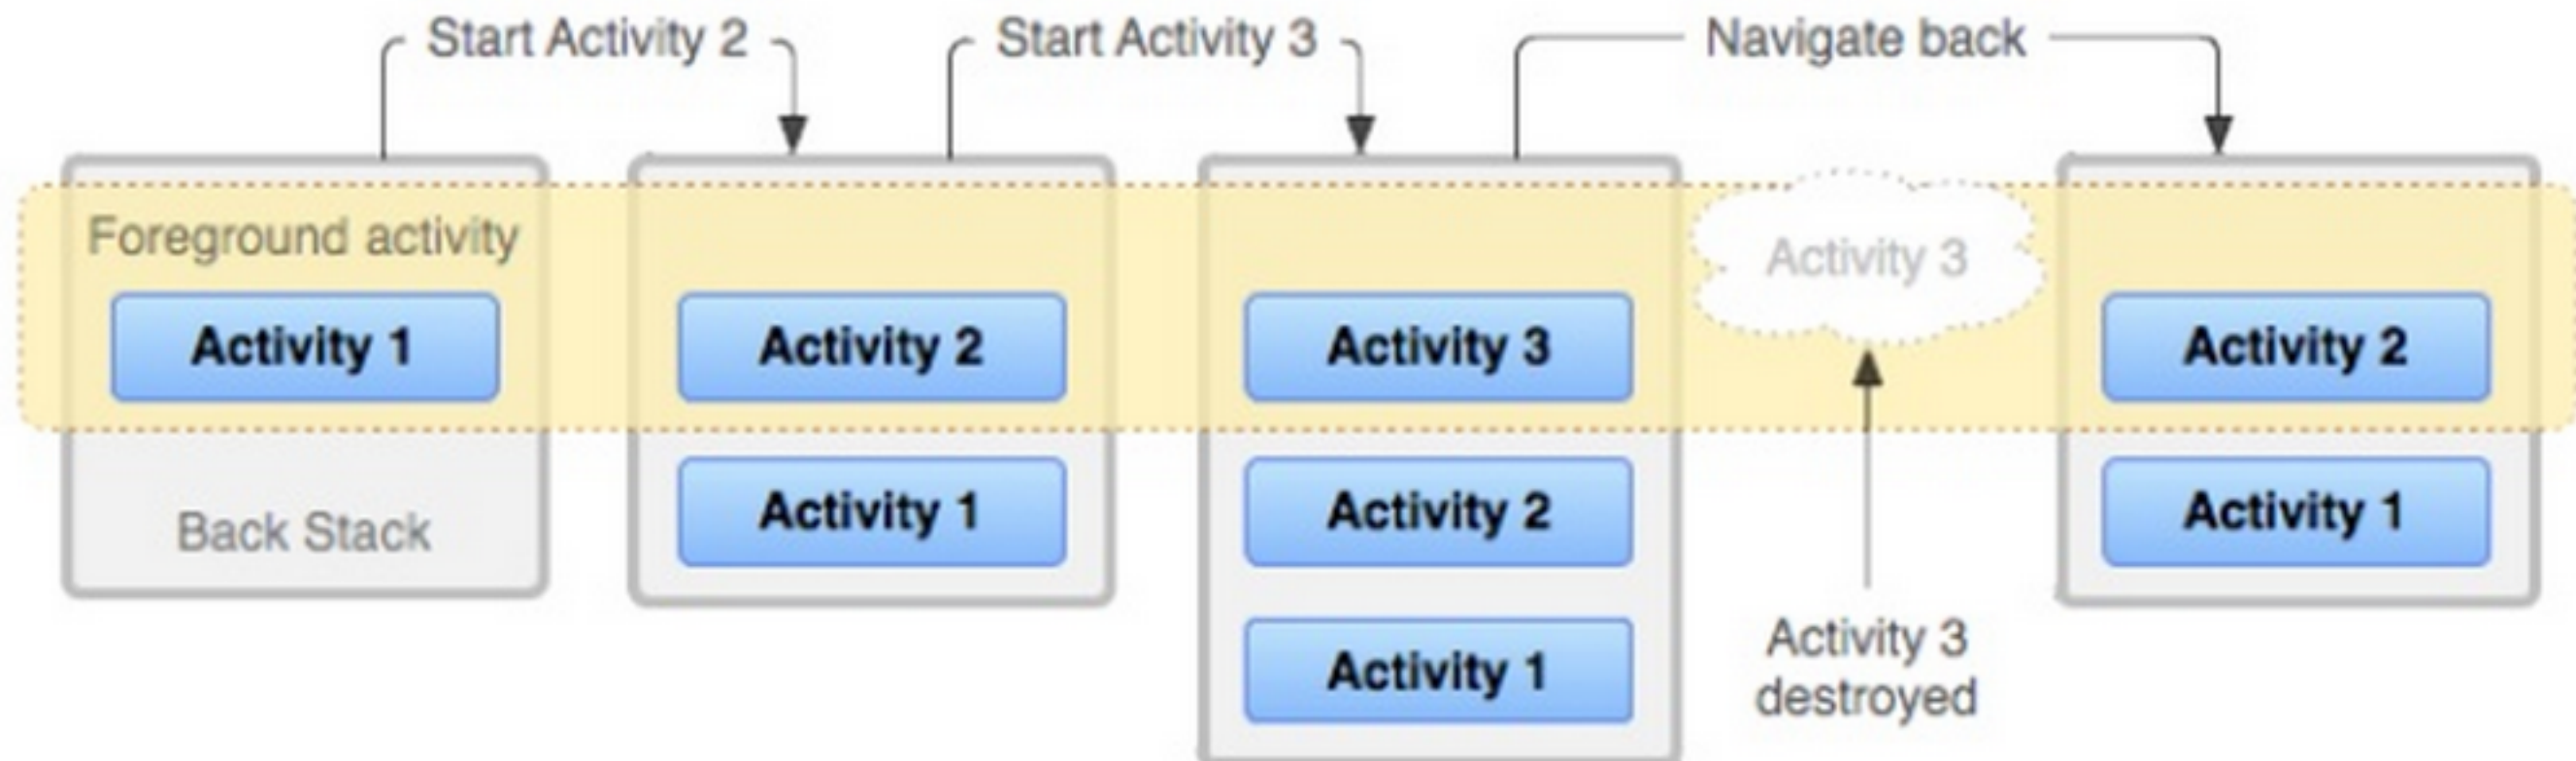 Start Activity 2
Start Activity 3
Navigate back
Foreground activity
Activity 1
Back Stack
Activity 2
Activity 1
Activity 3
Activity 2
Activity 1
Activity 3
Activity 3
destroyed
Activity 2
Activity 1